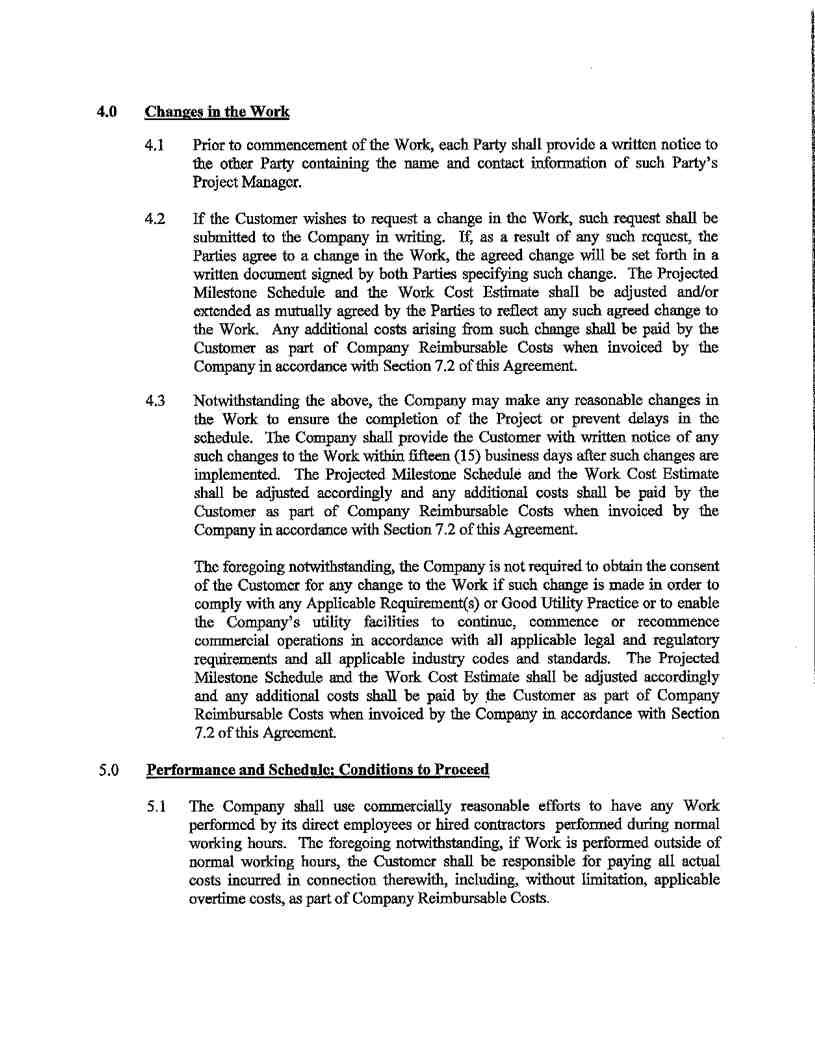 4.0 Changes in the Work
4.1 Prior to commencement of the Work, each Party shall provide a written notice to
the other Party containing the name and contact information of such Party's
Project Manager.
4.2 If the Customer wishes to request a change in the Work, such request shall be
submitted to the Company in writing. If, as a result of any such request, the
Parties agree to a change in the Work, the agreed change will be set forth in a
written document signed by both Parties specifying such change. The Projected
Milestone Schedule and the Work Cost Estimate shall be adjusted and/or
extended as mutually agreed by the Parties to reflect any such agreed change to
the Work. Any additional costs arising from such change shall be paid by the
Customer as part of Company Reimbursable Costs when invoiced by the
Company in accordance with Section 7.2 of this Agreement.
4.3 Notwithstanding the above, the Company may make any reasonable changes in
the Work to ensure the completion of the Project or prevent delays in the
schedule. The Company shall provide the Customer with written notice of any
such changes to the Work within fifteen (15) business days after such changes are
implemented. The Projected Milestone Schedule and the Work Cost Estimate
shall be adjusted accordingly and any additional costs shall be paid by the
Customer as part of Company Reimbursable Costs when invoiced by the
Company in accordance with Section 7.2 of this Agreement.
The foregoing notwithstanding, the Company is not required to obtain the consent
of the Customer for any change to the Work if such change is made in order to
comply with any Applicable Requirement(s) or Good Utility Practice or to enable
the Company's utility facilities to continue, commence or recommence
commercial operations in accordance with all applicable legal and regulatory
requirements and all applicable industry codes and standards. The Projected
Milestone Schedule and the Work Cost Estimate shall be adjusted accordingly
and any additional costs shall be paid by the Customer as part of Company
Reimbursable Costs when invoiced by the Company in accordance with Section
7.2 of this Agreement.
5.0 Performance and Schedule; Conditions to Proceed
5.1 The Company shall use commercially reasonable efforts to have any Work
performed by its direct employees or hired contractors performed during normal
working hours. The foregoing notwithstanding, if Work is performed outside of
normal working hours, the Customer shall be responsible for paying all actual
costs incurred in connection therewith, including, without limitation, applicable
overtime costs, as part of Company Reimbursable Costs.